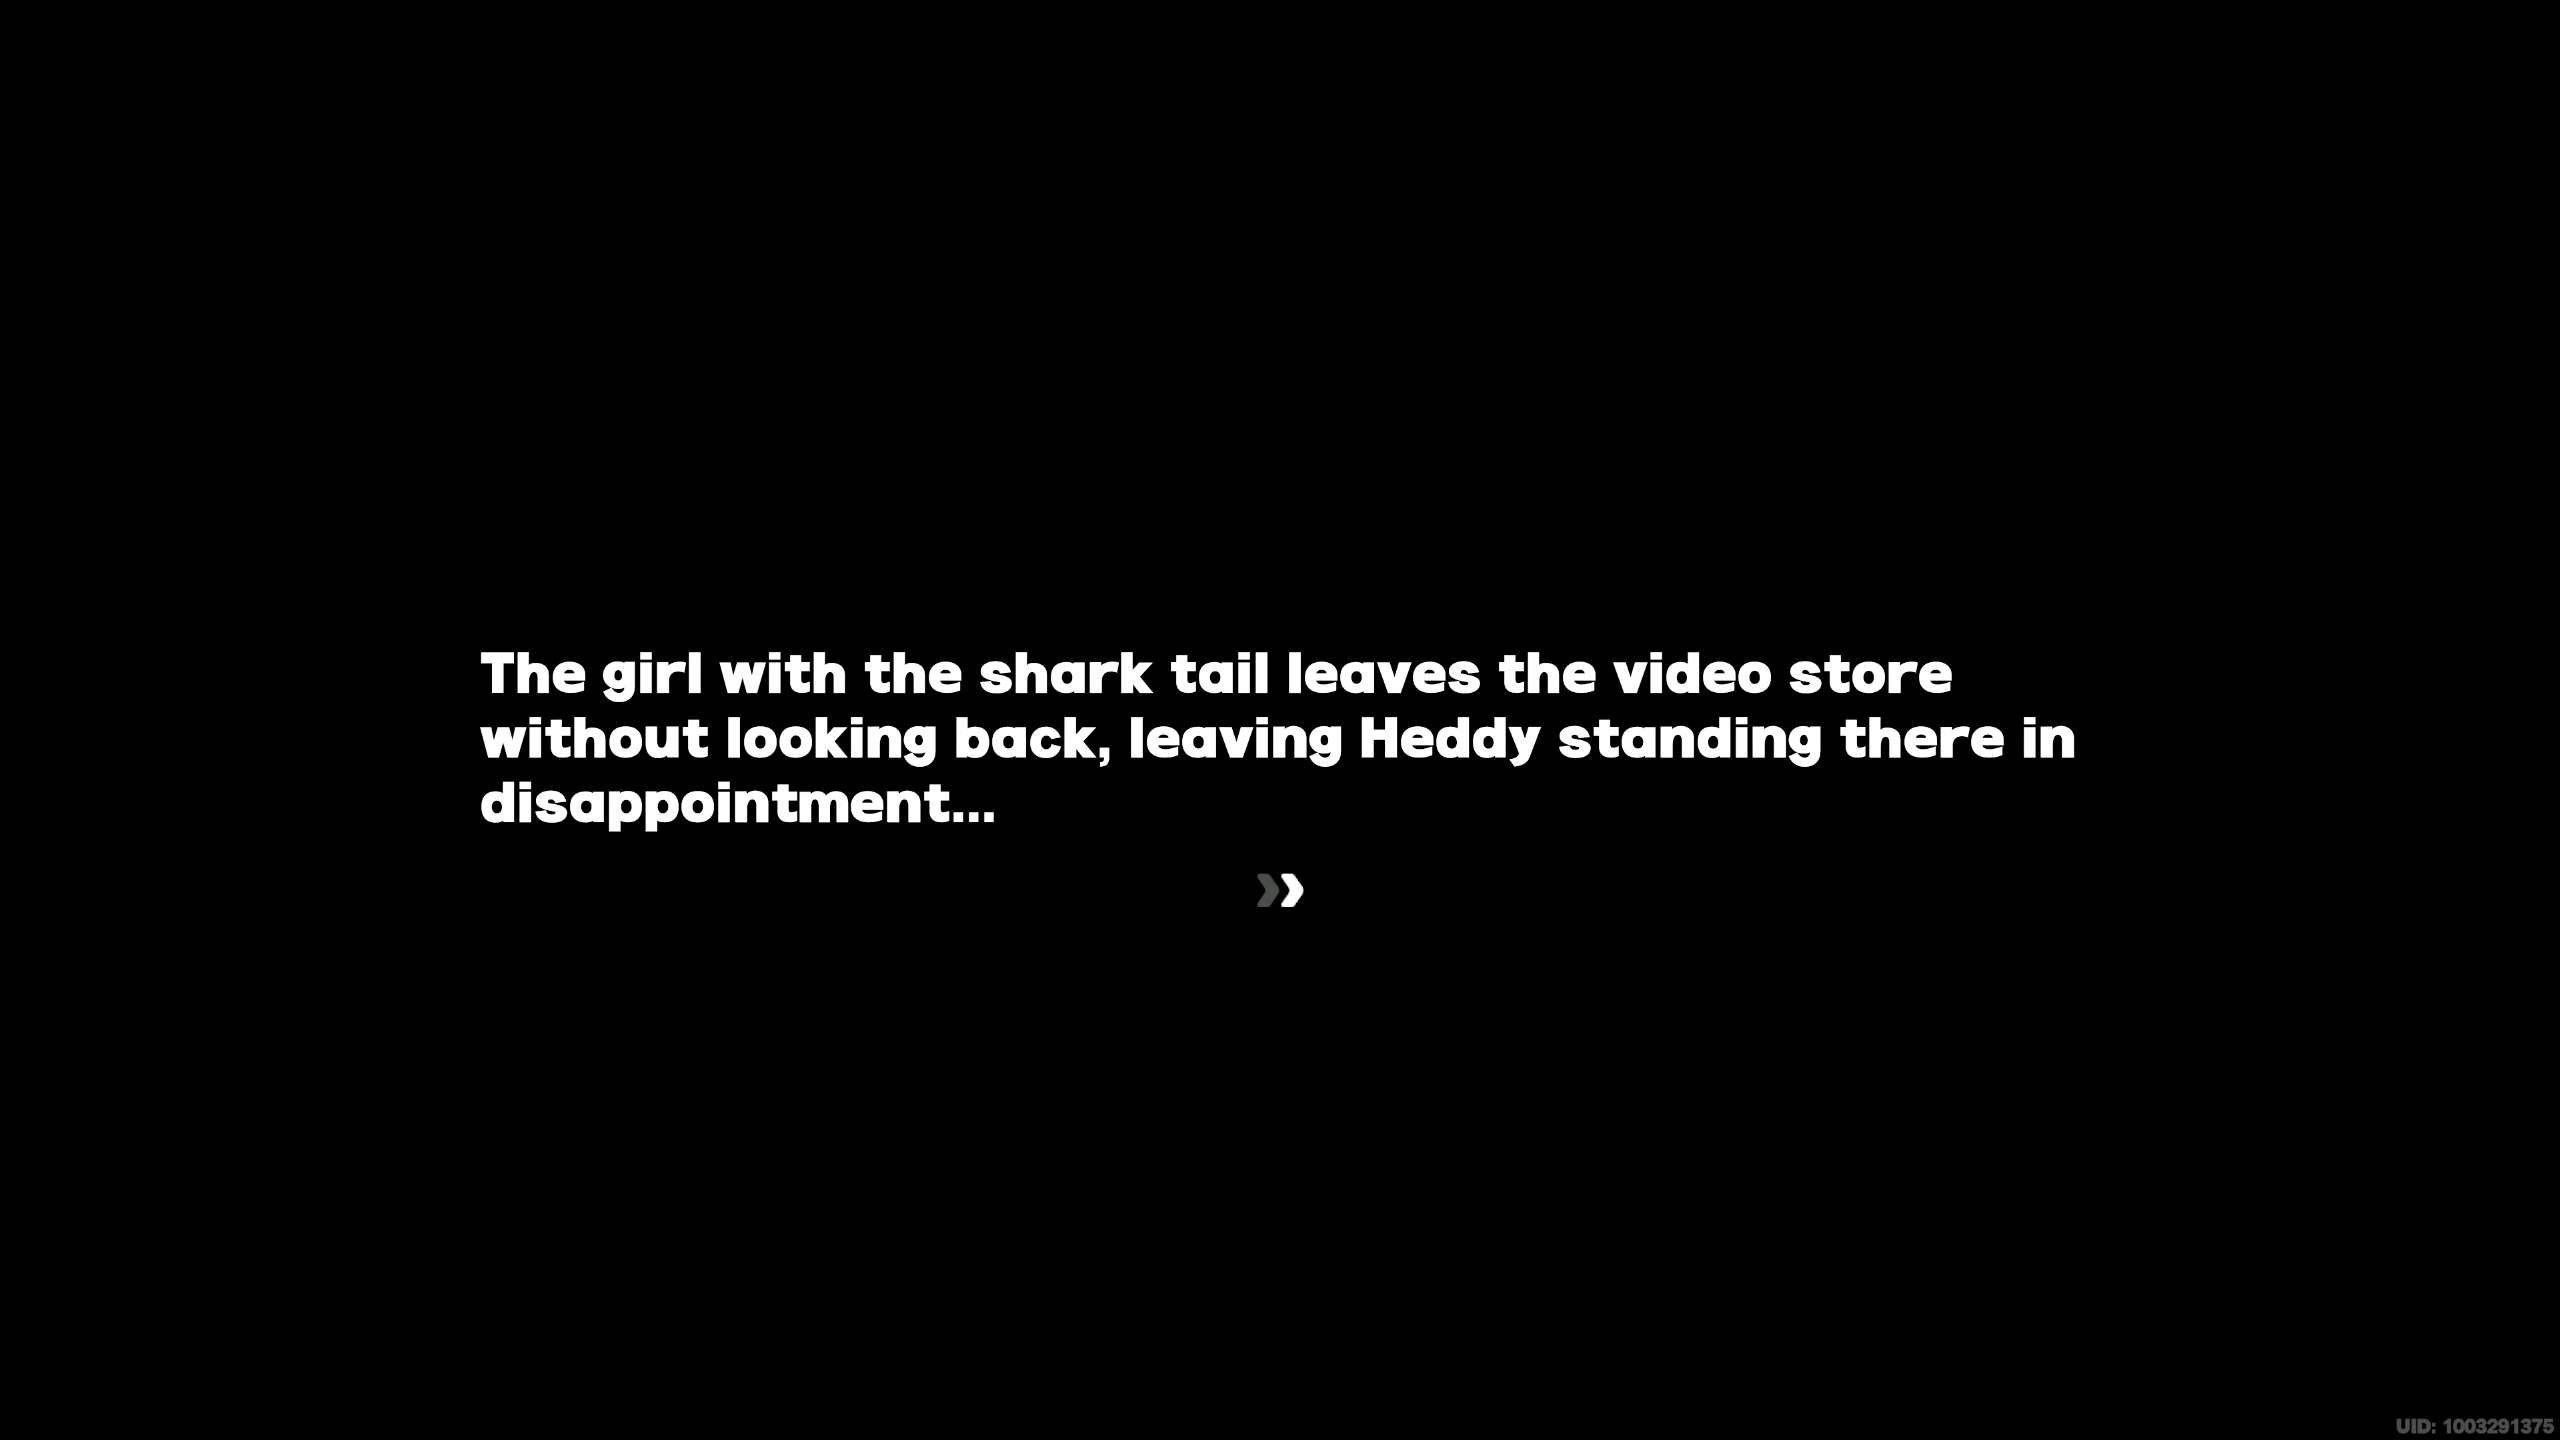 The girl with the shark tail leaves the video store
without looking back, leaving Heddy standing there in
disappointment...
UID: 1003291375